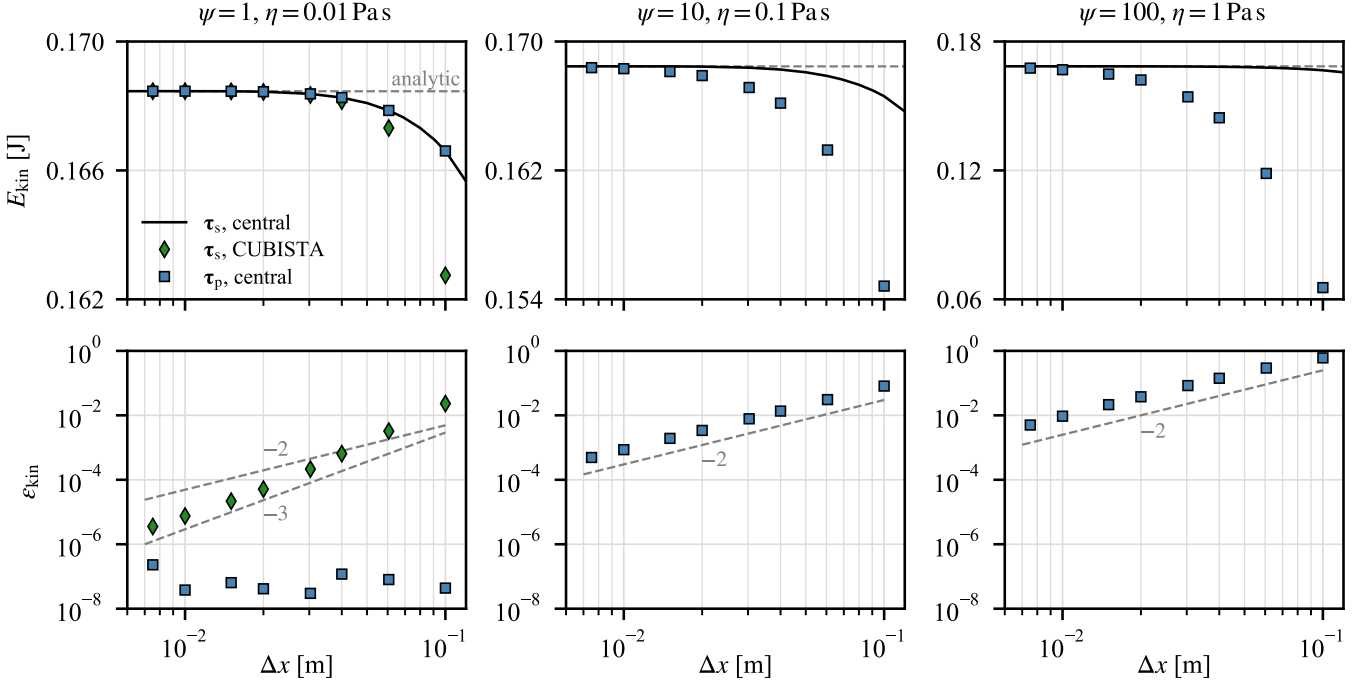 ψ = 1, η = 0.01 Pa s
ψ = 10, η = 0.1 Pa s
ψ = 100, η = 1 Pa s
E_kin [J]
0.170
0.166
0.162
analytic
τ_s, central
τ_s, CUBISTA
τ_p, central
0.170
0.162
0.154
0.18
0.12
0.06
ε_kin
10^0
10^−2
10^−4
10^−6
10^−8
−2
−3
10^−2
10^−1
Δx [m]
10^0
10^−2
10^−4
10^−6
10^−8
−2
10^−2
10^−1
Δx [m]
10^0
10^−2
10^−4
10^−6
10^−8
−2
10^−2
10^−1
Δx [m]